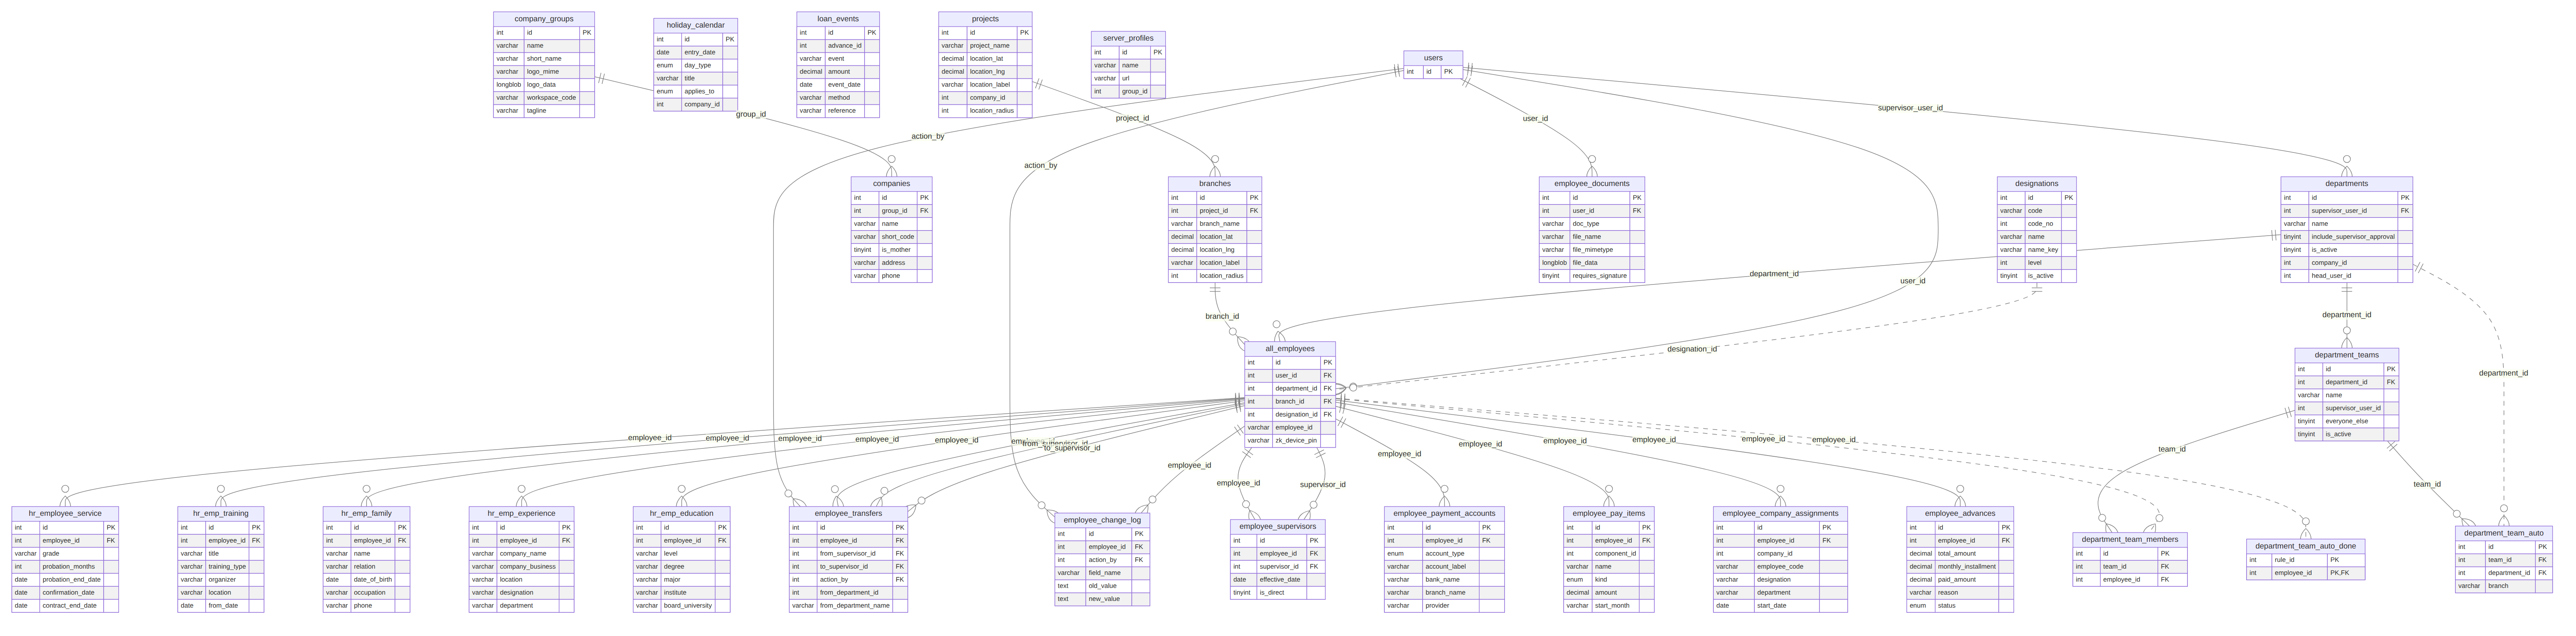 company_groups
int id PK
varchar name
varchar short_name
varchar logo_mime
longblob logo_data
varchar workspace_code
varchar tagline
holiday_calendar
int id PK
date entry_date
enum day_type
varchar title
enum applies_to
int company_id
loan_events
int id PK
int advance_id
varchar event
decimal amount
date event_date
varchar method
varchar reference
projects
int id PK
varchar project_name
decimal location_lat
decimal location_lng
varchar location_label
int company_id
int location_radius
server_profiles
int id PK
varchar name
varchar url
int group_id
users
int id PK
group_id
project_id
action_by
action_by
user_id
user_id
supervisor_user_id
companies
int id PK
int group_id FK
varchar name
varchar short_code
tinyint is_mother
varchar address
varchar phone
branches
int id PK
int project_id FK
varchar branch_name
decimal location_lat
decimal location_lng
varchar location_label
int location_radius
employee_documents
int id PK
int user_id FK
varchar doc_type
varchar file_name
varchar file_mimetype
longblob file_data
tinyint requires_signature
designations
int id PK
varchar code
int code_no
varchar name
varchar name_key
int level
tinyint is_active
departments
int id PK
int supervisor_user_id FK
varchar name
tinyint include_supervisor_approval
tinyint is_active
int company_id
int head_user_id
branch_id
department_id
designation_id
department_id
department_id
all_employees
int id PK
int user_id FK
int department_id FK
int branch_id FK
int designation_id FK
varchar employee_id
varchar zk_device_pin
department_teams
int id PK
int department_id FK
varchar name
int supervisor_user_id
tinyint everyone_else
tinyint is_active
employee_id
employee_id
employee_id
employee_id
employee_id
from_supervisor_id
to_supervisor_id
employee_id
employee_id
supervisor_id
employee_id
employee_id
employee_id
employee_id
employee_id
employee_id
team_id
team_id
hr_employee_service
int id PK
int employee_id FK
varchar grade
int probation_months
date probation_end_date
date confirmation_date
date contract_end_date
hr_emp_training
int id PK
int employee_id FK
varchar title
varchar training_type
varchar organizer
varchar location
date from_date
hr_emp_family
int id PK
int employee_id FK
varchar name
varchar relation
date date_of_birth
varchar occupation
varchar phone
hr_emp_experience
int id PK
int employee_id FK
varchar company_name
varchar company_business
varchar location
varchar designation
varchar department
hr_emp_education
int id PK
int employee_id FK
varchar level
varchar degree
varchar major
varchar institute
varchar board_university
employee_transfers
int id PK
int employee_id FK
int from_supervisor_id FK
int to_supervisor_id FK
int action_by FK
int from_department_id
varchar from_department_name
employee_change_log
int id PK
int employee_id FK
int action_by FK
varchar field_name
text old_value
text new_value
employee_supervisors
int id PK
int employee_id FK
int supervisor_id FK
date effective_date
tinyint is_direct
employee_payment_accounts
int id PK
int employee_id FK
enum account_type
varchar account_label
varchar bank_name
varchar branch_name
varchar provider
employee_pay_items
int id PK
int employee_id FK
int component_id
varchar name
enum kind
decimal amount
varchar start_month
employee_company_assignments
int id PK
int employee_id FK
int company_id
varchar employee_code
varchar designation
varchar department
date start_date
employee_advances
int id PK
int employee_id FK
decimal total_amount
decimal monthly_installment
decimal paid_amount
varchar reason
enum status
department_team_members
int id PK
int team_id FK
int employee_id FK
department_team_auto_done
int rule_id PK
int employee_id PK,FK
department_team_auto
int id PK
int team_id FK
int department_id FK
varchar branch